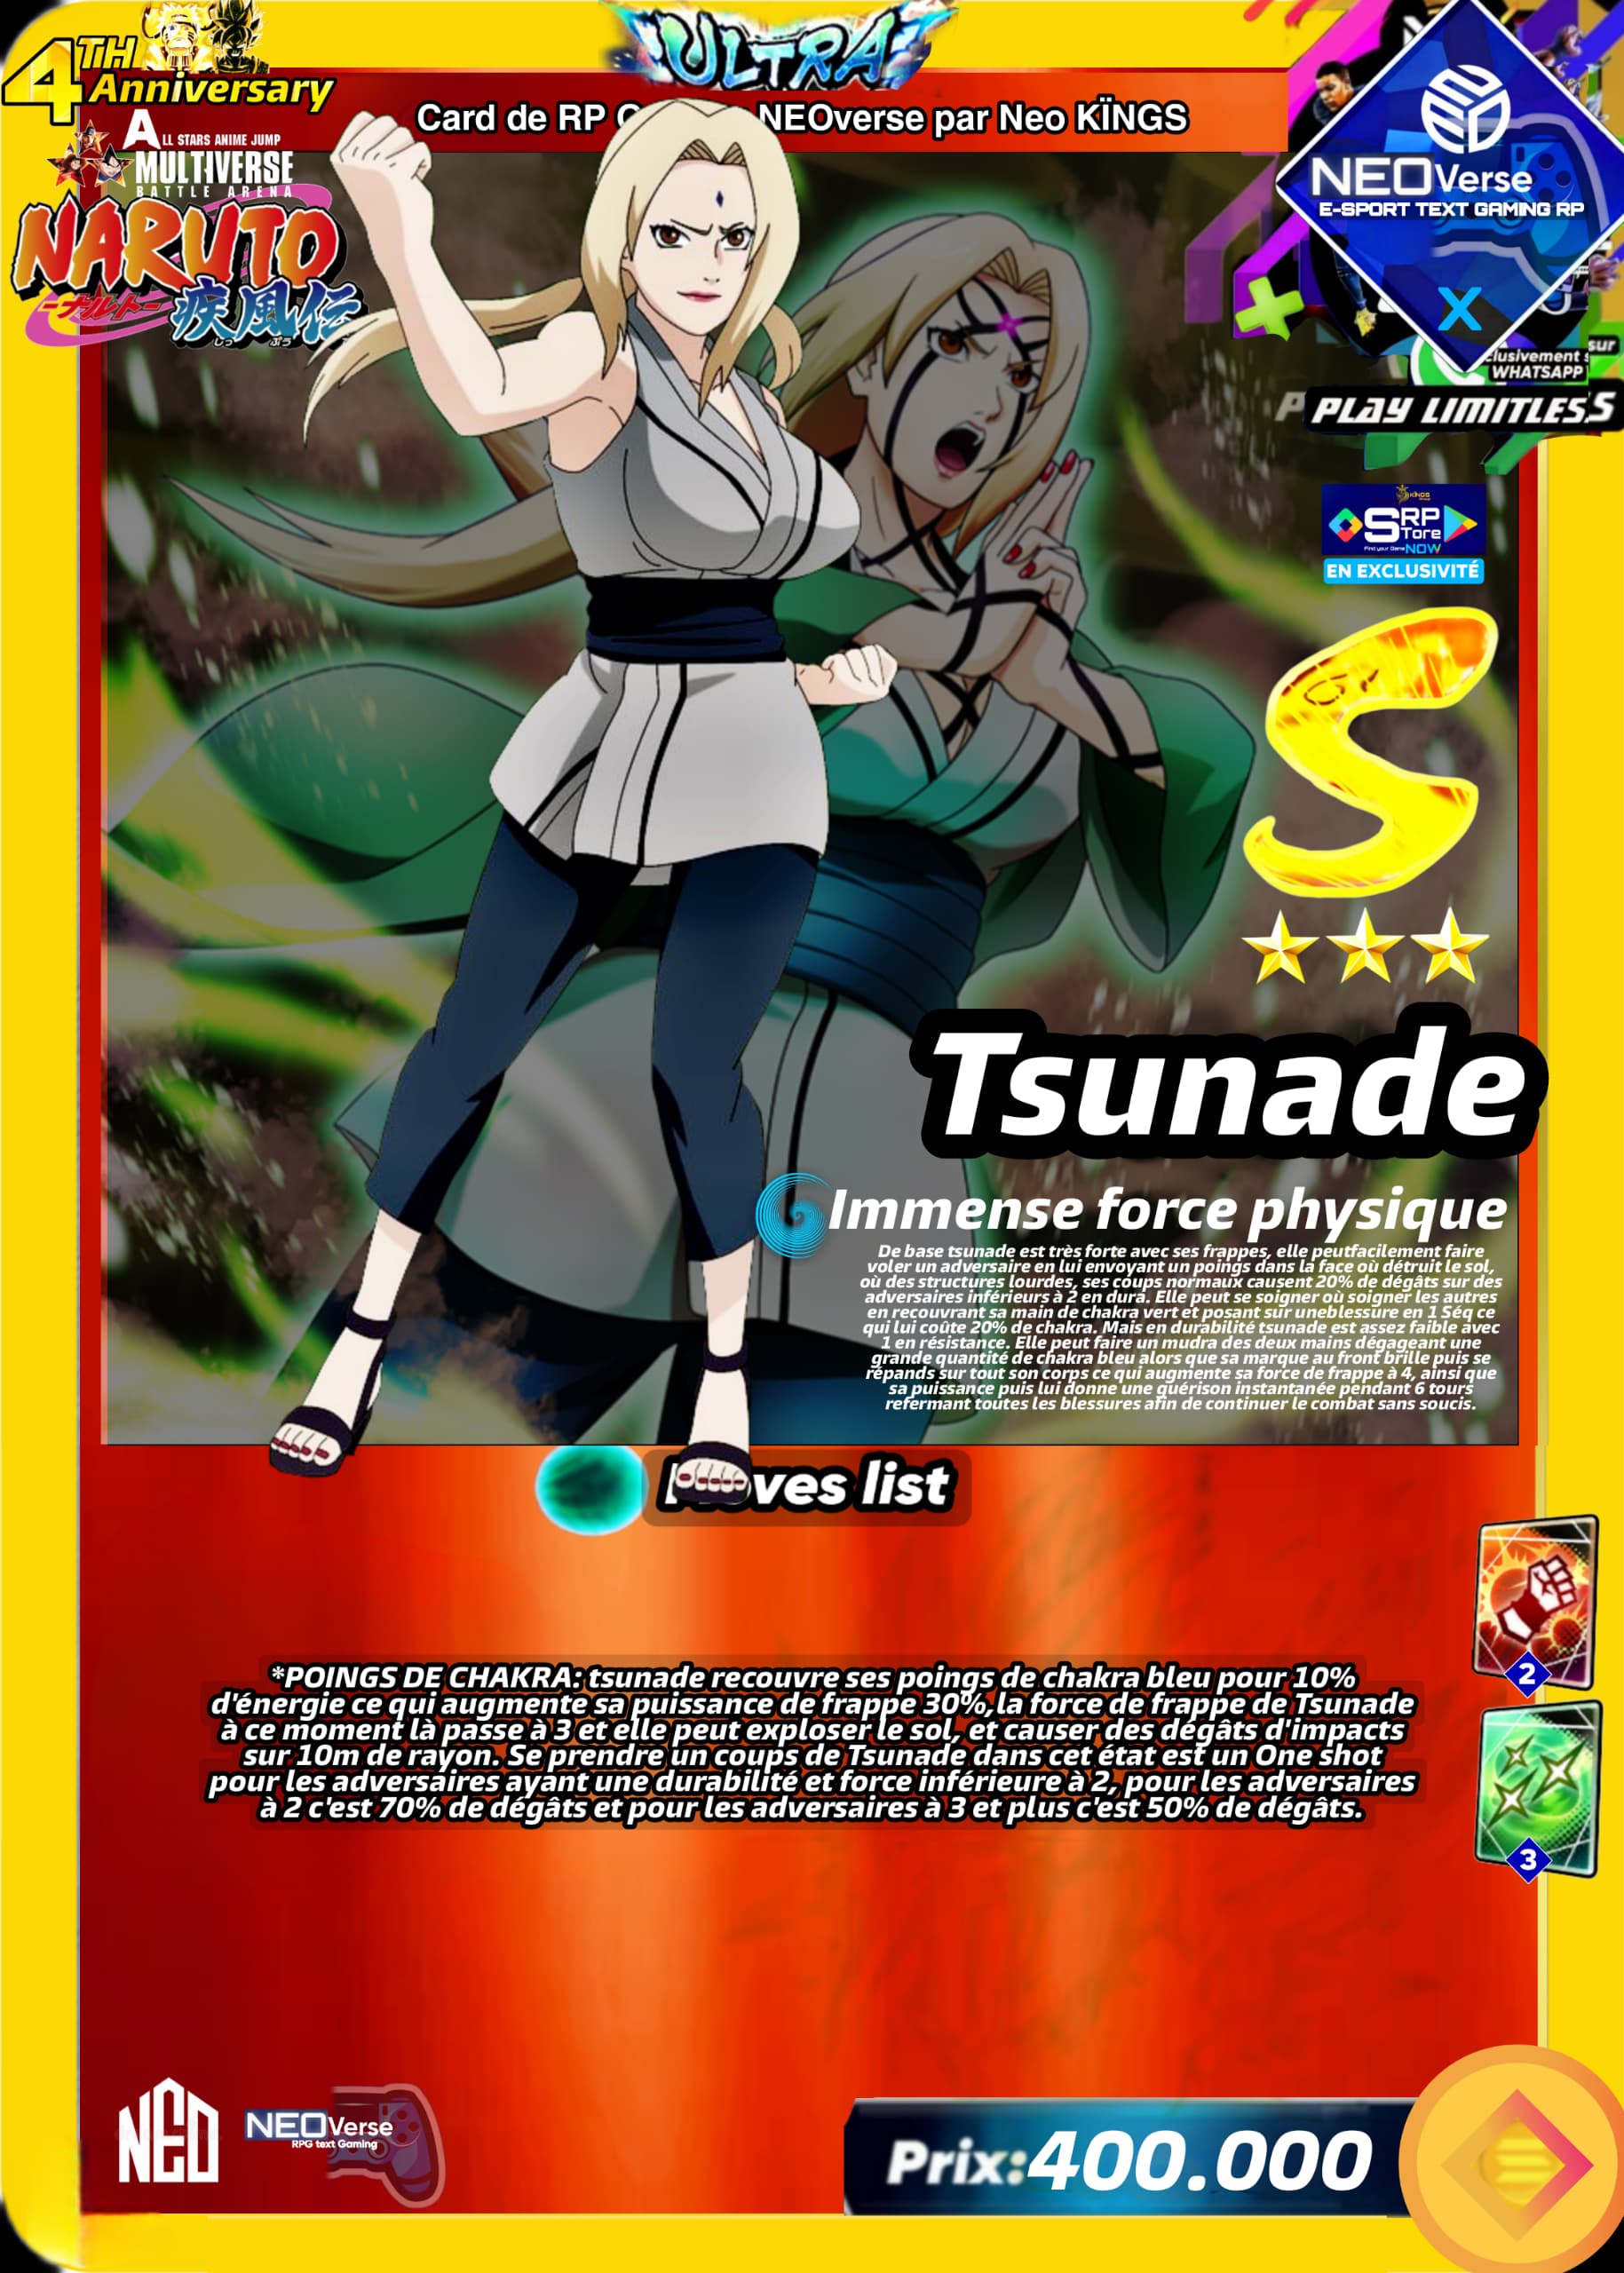 4TH
Anniversary
ULTRA
Card de RP
NEOverse par Neo KÏNGS
ALL STARS ANIME JUMP
MULTIVERSE
BATTLE ARENA
NARUTO
-ナルト-
疾風伝
しっ ぷう
NEO
NEOVerse
E-SPORT TEXT GAMING RP
X
clusivement sur
WHATSAPP
PLAY LIMITLESS
KINGS
SRP
Tore
Find your Game NOW
EN EXCLUSIVITÉ
S
Tsunade
Immense force physique
De base tsunade est très forte avec ses frappes, elle peutfacilement faire
voler un adversaire en lui envoyant un poings dans la face où détruit le sol,
où des structures lourdes, ses coups normaux causent 20% de dégâts sur des
adversaires inférieurs à 2 en dura. Elle peut se soigner où soigner les autres
en recouvrant sa main de chakra vert et posant sur uneblessure en 1 Séq ce
qui lui coûte 20% de chakra. Mais en durabilité tsunade est assez faible avec
1 en résistance. Elle peut faire un mudra des deux mains dégageant une
grande quantité de chakra bleu alors que sa marque au front brille puis se
répands sur tout son corps ce qui augmente sa force de frappe à 4, ainsi que
sa puissance puis lui donne une guérison instantanée pendant 6 tours
refermant toutes les blessures afin de continuer le combat sans soucis.
ves list
2
*POINGS DE CHAKRA: tsunade recouvre ses poings de chakra bleu pour 10%
d'énergie ce qui augmente sa puissance de frappe 30%,la force de frappe de Tsunade
à ce moment là passe à 3 et elle peut exploser le sol, et causer des dégâts d'impacts
sur 10m de rayon. Se prendre un coups de Tsunade dans cet état est un One shot
pour les adversaires ayant une durabilité et force inférieure à 2, pour les adversaires
à 2 c'est 70% de dégâts et pour les adversaires à 3 et plus c'est 50% de dégâts.
3
NEO
NEOVerse
RPG text Gaming
Prix:400.000